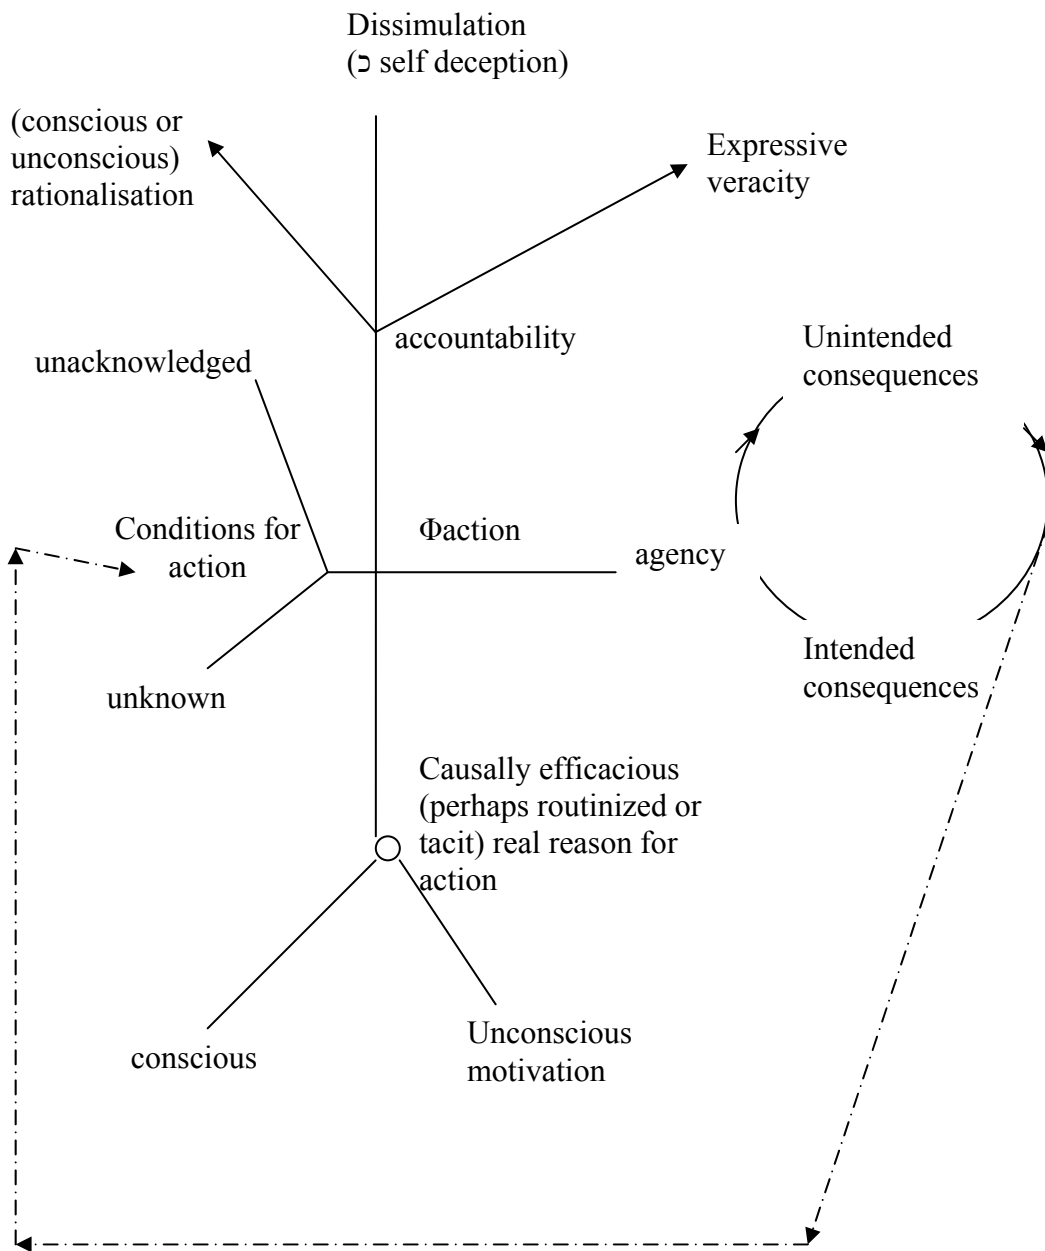 Dissimulation
(כ self deception)
(conscious or
unconscious)
rationalisation
Expressive
veracity
accountability
unacknowledged
Unintended
consequences
Conditions for
action
Φaction
agency
unknown
Intended
consequences
Causally efficacious
(perhaps routinized or
tacit) real reason for
action
conscious
Unconscious
motivation